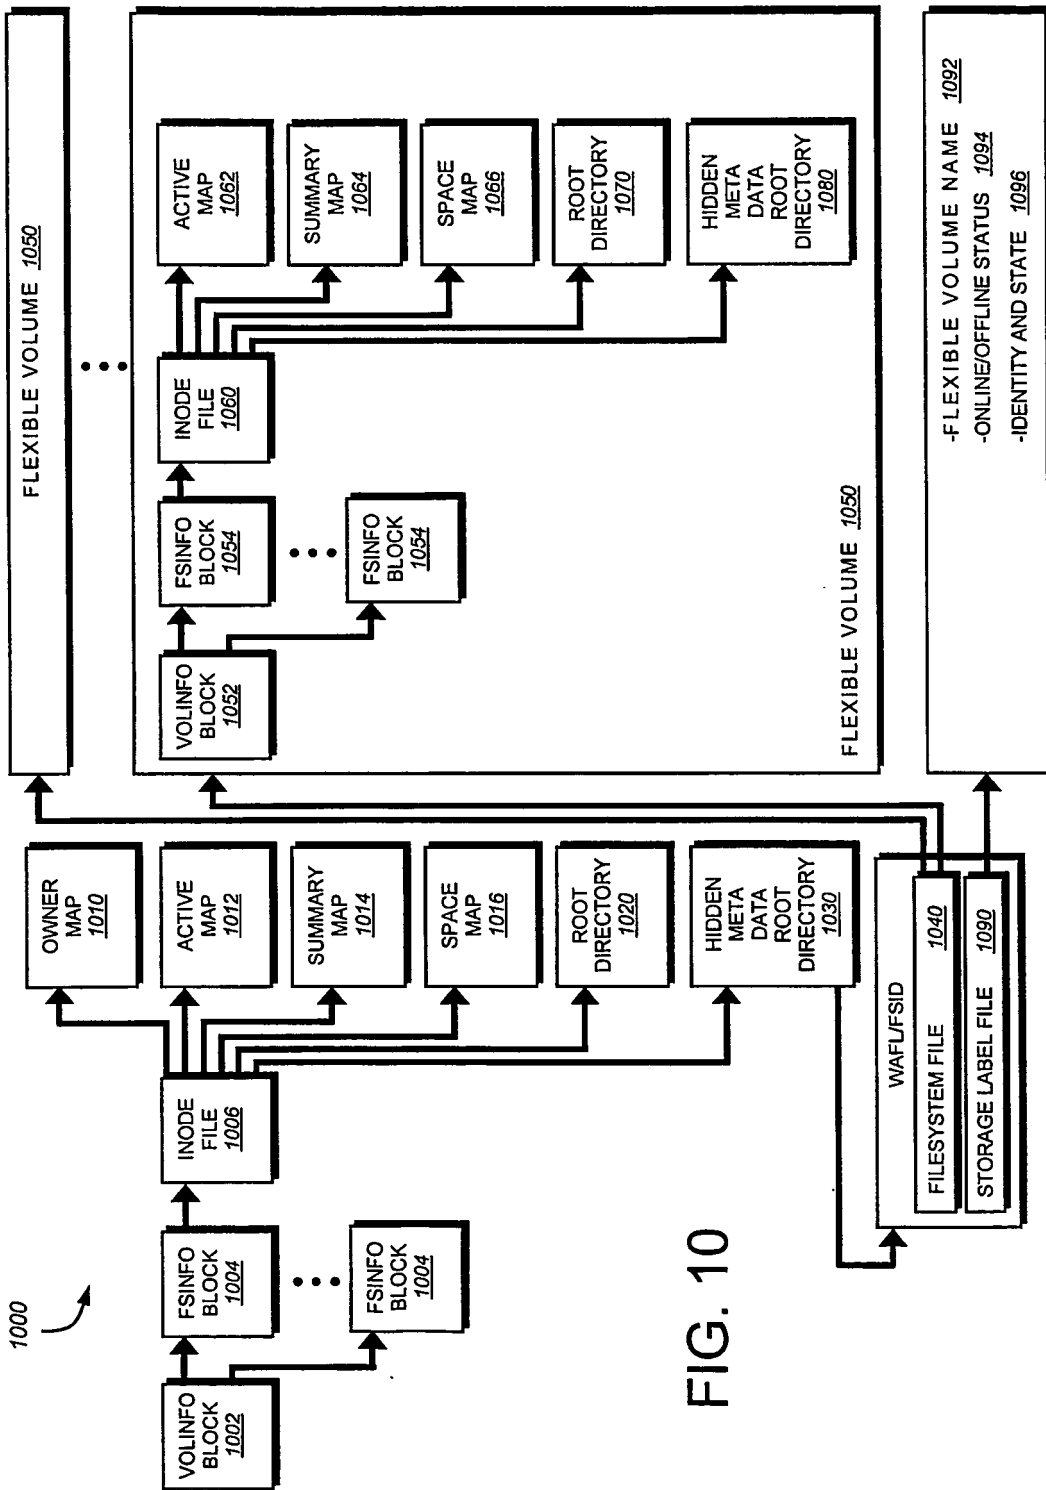 1000
VOLINFO
BLOCK
1002
FSINFO
BLOCK
1004
FSINFO
BLOCK
1004
INODE
FILE
1006
OWNER
MAP
1010
ACTIVE
MAP
1012
SUMMARY
MAP
1014
SPACE
MAP
1016
ROOT
DIRECTORY
1020
HIDDEN
META
DATA
ROOT
DIRECTORY
1030
WAFL/FSID
FILESYSTEM FILE 1040
STORAGE LABEL FILE 1090
FLEXIBLE VOLUME 1050
VOLINFO
BLOCK
1052
FSINFO
BLOCK
1054
FSINFO
BLOCK
1054
INODE
FILE
1060
ACTIVE
MAP
1062
SUMMARY
MAP
1064
SPACE
MAP
1066
ROOT
DIRECTORY
1070
HIDDEN
META
DATA
ROOT
DIRECTORY
1080
FLEXIBLE VOLUME 1050
-FLEXIBLE VOLUME NAME 1092
-ONLINE/OFFLINE STATUS 1094
-IDENTITY AND STATE 1096
FIG. 10